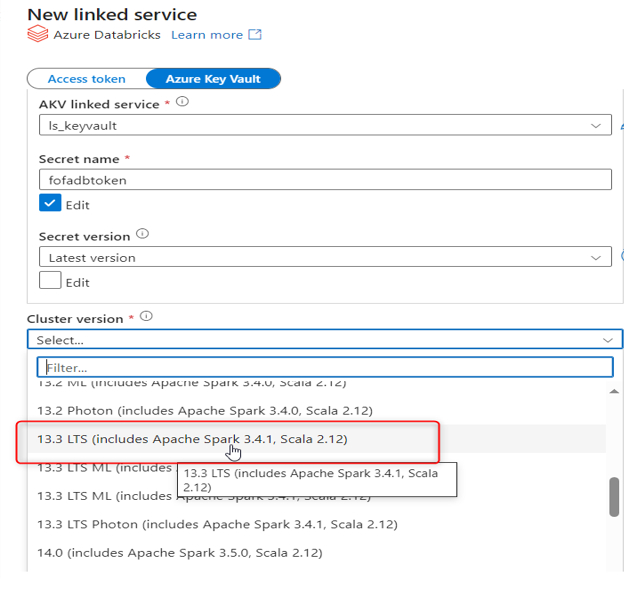 New linked service
Azure Databricks Learn more
Access token Azure Key Vault
AKV linked service *
ls_keyvault
Secret name *
fofadbtoken
Edit
Secret version
Latest version
Edit
Cluster version *
Select...
Filter...
13.2 ML (includes Apache Spark 3.4.0, Scala 2.12)
13.2 Photon (includes Apache Spark 3.4.0, Scala 2.12)
13.3 LTS (includes Apache Spark 3.4.1, Scala 2.12)
13.3 LTS ML (includes
13.3 LTS (includes Apache Spark 3.4.1, Scala
2.12)
13.3 LTS ML (includes Apache Spark 3.4.1, Scala 2.12)
13.3 LTS Photon (includes Apache Spark 3.4.1, Scala 2.12)
14.0 (includes Apache Spark 3.5.0, Scala 2.12)